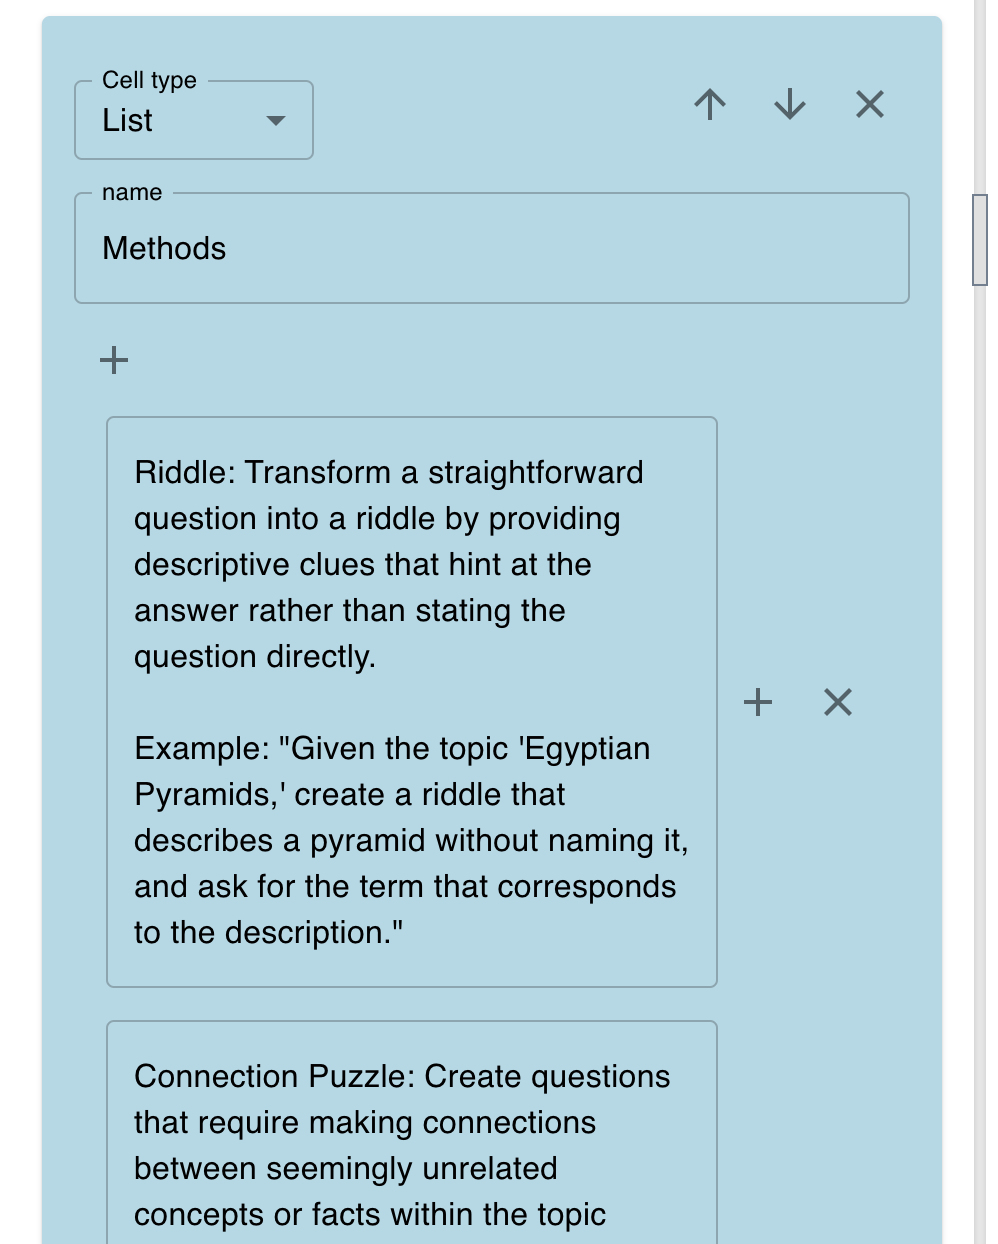 Cell type
List
name
Methods
Riddle: Transform a straightforward
question into a riddle by providing
descriptive clues that hint at the
answer rather than stating the
question directly.
Example: "Given the topic 'Egyptian
Pyramids,' create a riddle that
describes a pyramid without naming it,
and ask for the term that corresponds
to the description."
Connection Puzzle: Create questions
that require making connections
between seemingly unrelated
concepts or facts within the topic